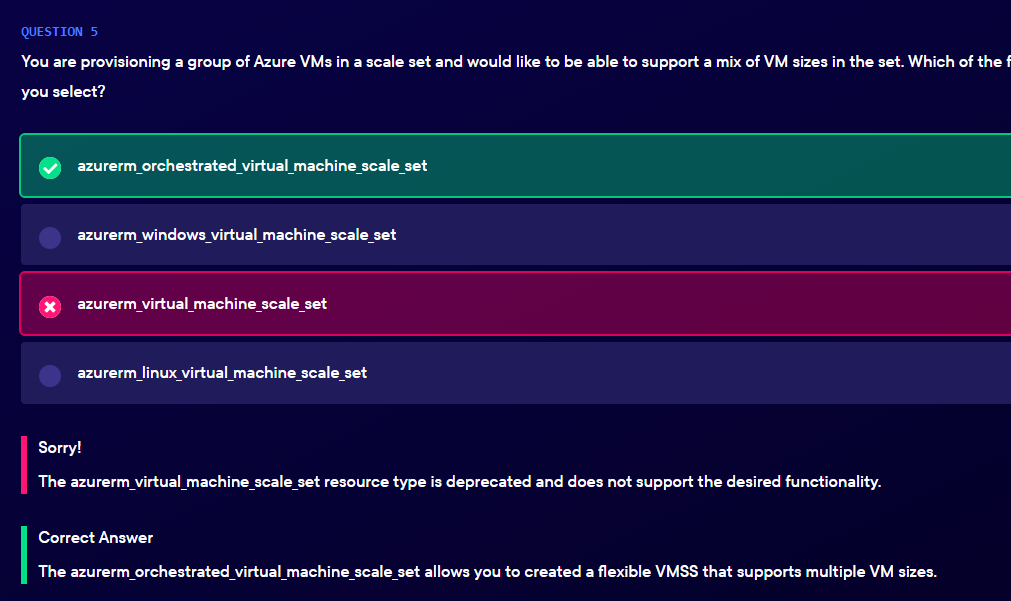 QUESTION 5
You are provisioning a group of Azure VMs in a scale set and would like to be able to support a mix of VM sizes in the set. Which of the
you select?
azurerm_orchestrated_virtual_machine_scale_set
azurerm_windows_virtual_machine_scale_set
azurerm_virtual_machine_scale_set
azurerm_linux_virtual_machine_scale_set
Sorry!
The azurerm_virtual_machine_scale_set resource type is deprecated and does not support the desired functionality.
Correct Answer
The azurerm_orchestrated_virtual_machine_scale_set allows you to created a flexible VMSS that supports multiple VM sizes.